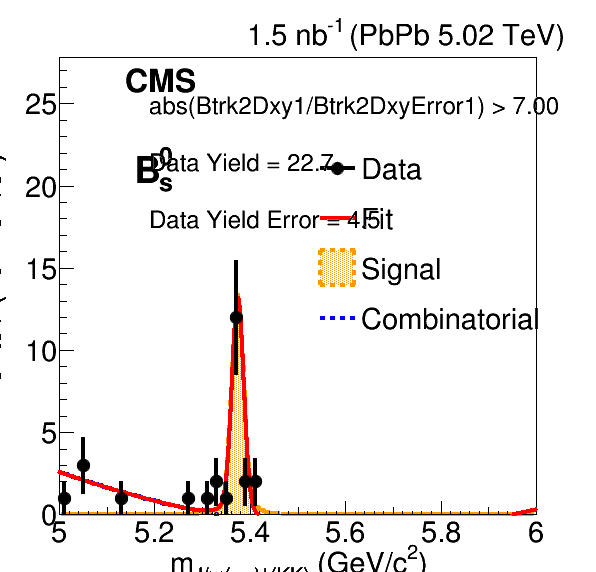 1.5 nb⁻¹ (PbPb 5.02 TeV)
CMS
abs(Btrk2Dxy1/Btrk2DxyError1) > 7.00
B⁰ₛ
Data Yield = 22.7
Data Yield Error = 4.5
Data
Fit
Signal
Combinatorial
25
20
15
10
5
0
5 5.2 5.4 5.6 5.8 6
m (GeV/c²)